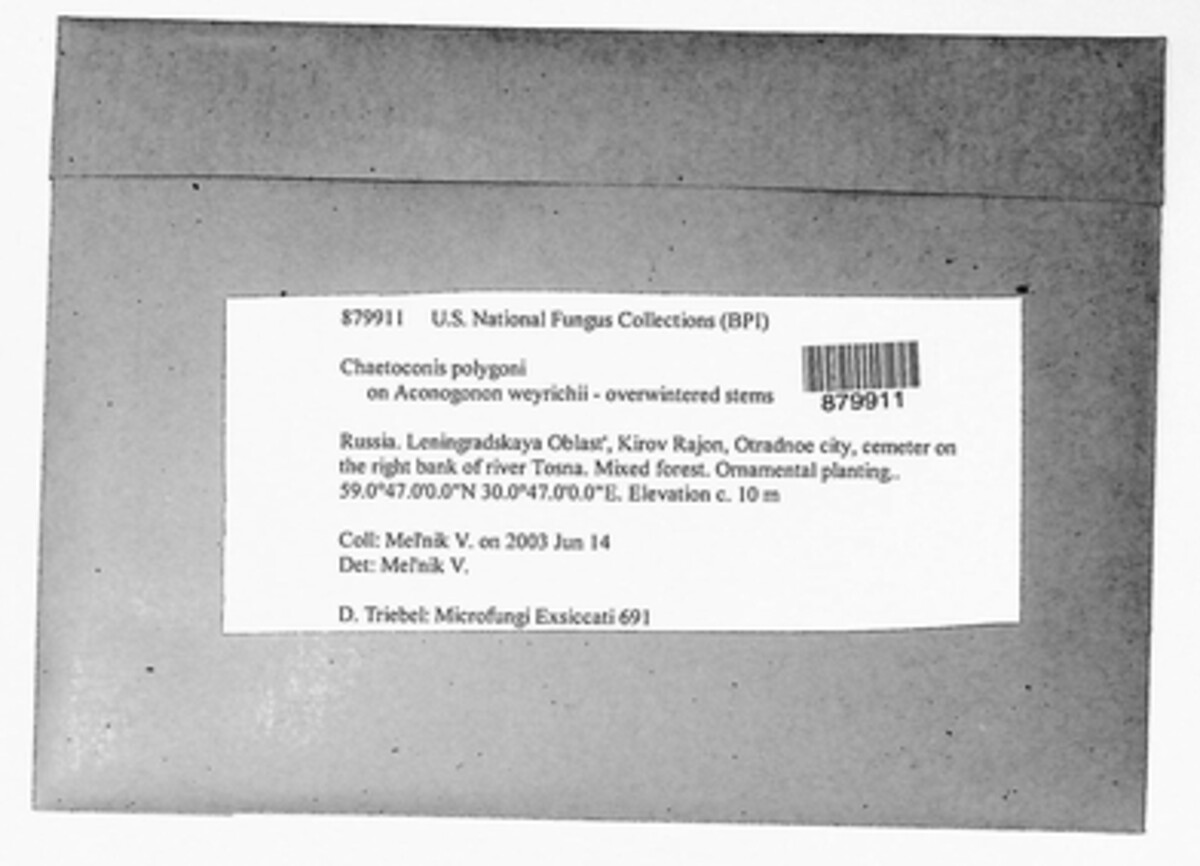 879911 U.S. National Fungus Collections (BPI)
Chaetoconis polygoni
on Aconogonon weyrichii - overwintered stems
879911
Russia. Leningradskaya Oblast', Kirov Rajon, Otradnoe city, cemeter on
the right bank of river Tosna. Mixed forest. Ornamental planting..
59.0°47.0'0.0"N 30.0°47.0'0.0"E. Elevation c. 10 m
Coll: Mel'nik V. on 2003 Jun 14
Det: Mel'nik V.
D. Triebel: Microfungi Exsiccati 691